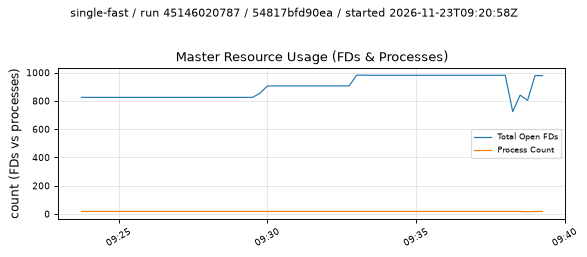 single-fast / run 45146020787 / 54817bfd90ea / started 2026-11-23T09:20:58Z
Master Resource Usage (FDs & Processes)
count (FDs vs processes)
1000
800
600
400
200
0
Total Open FDs
Process Count
09:25
09:30
09:35
09:40